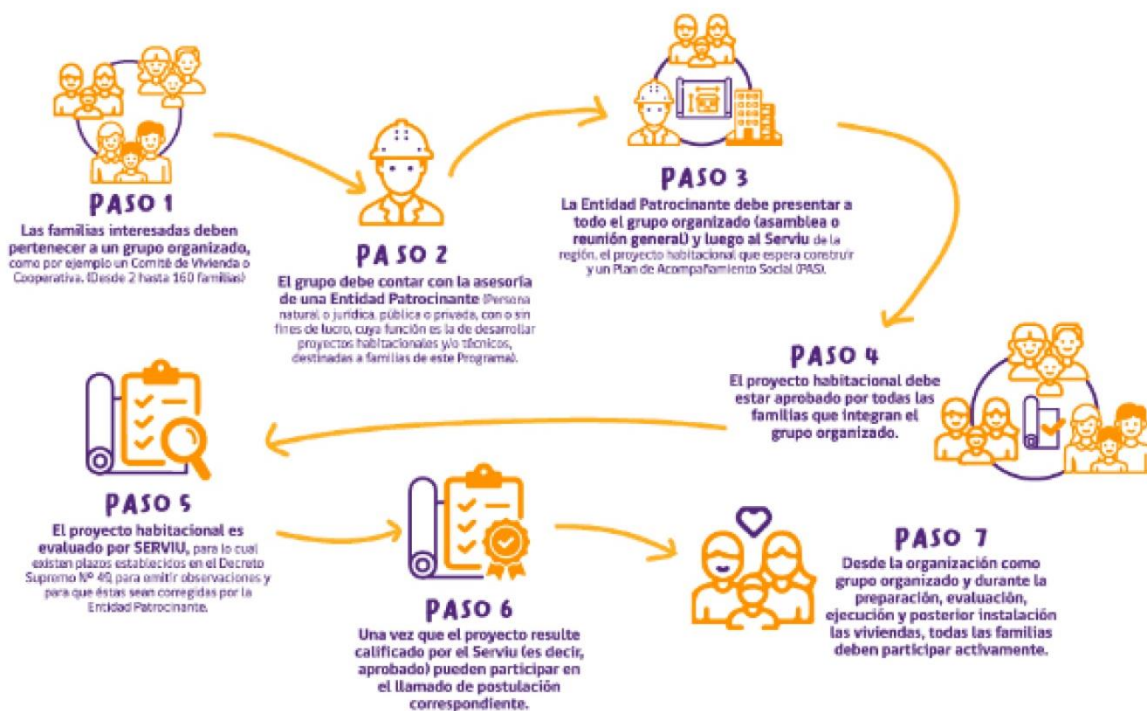 PASO 1
Las familias interesadas deben
pertenecer a un grupo organizado,
como por ejemplo un Comité de Vivienda o
Cooperativa. (Desde 2 hasta 160 familias)
PASO 2
El grupo debe contar con la asesoría
de una Entidad Patrocinante (Persona
natural o jurídica, pública o privada, con o sin
fines de lucro, cuya función es la de desarrollar
proyectos habitacionales y/o técnicos,
destinadas a familias de este Programa).
PASO 3
La Entidad Patrocinante debe presentar a
todo el grupo organizado (asamblea o
reunión general) y luego al Serviu de la
región, el proyecto habitacional que espera construir
y un Plan de Acompañamiento Social (PAS).
PASO 4
El proyecto habitacional debe
estar aprobado por todas las
familias que integran el
grupo organizado.
PASO 5
El proyecto habitacional es
evaluado por SERVIU, para lo cual
existen plazos establecidos en el Decreto
Supremo Nº 49, para emitir observaciones y
para que éstas sean corregidas por la
Entidad Patrocinante.
PASO 6
Una vez que el proyecto resulte
calificado por el Serviu (es decir,
aprobado) pueden participar en
el llamado de postulación
correspondiente.
PASO 7
Desde la organización como
grupo organizado y durante la
preparación, evaluación,
ejecución y posterior instalación
las viviendas, todas las familias
deben participar activamente.